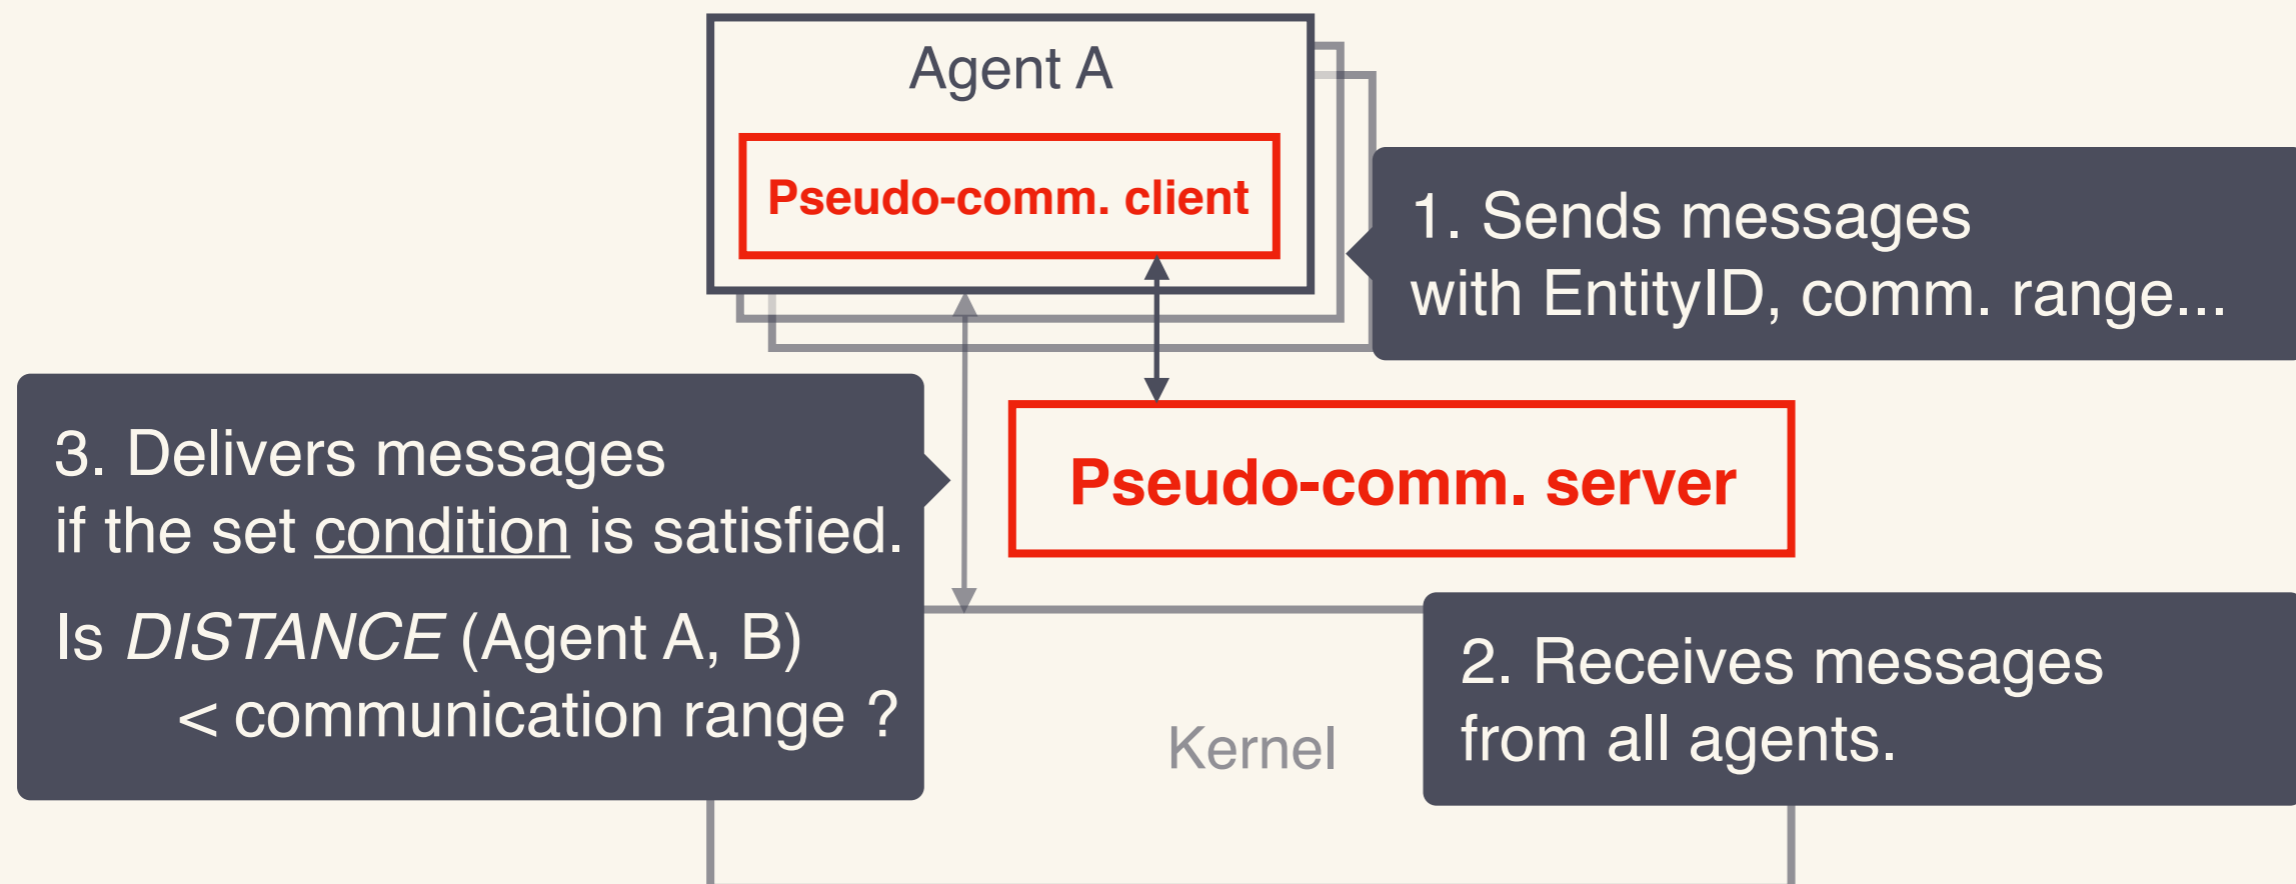 Agent A
Pseudo-comm. client
1. Sends messages
with EntityID, comm. range...
3. Delivers messages
if the set condition is satisfied.
Is DISTANCE (Agent A, B)
< communication range ?
Pseudo-comm. server
2. Receives messages
from all agents.
Kernel